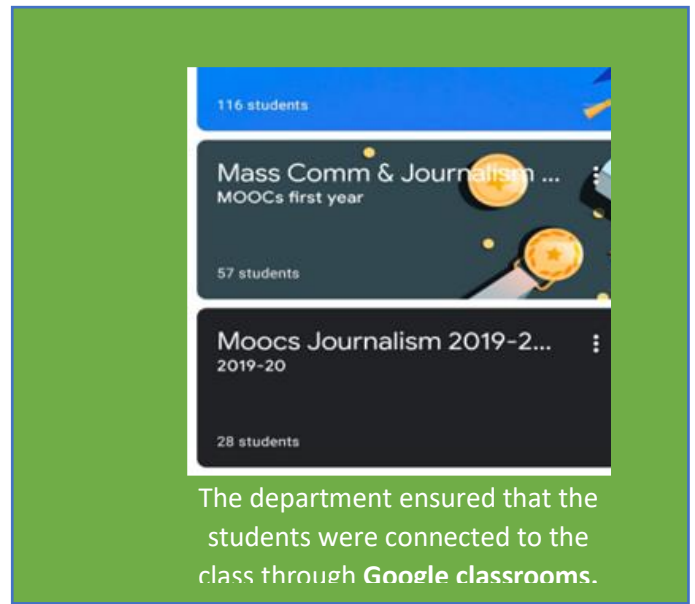 116 students
Mass Comm & Journalism ...
MOOCs first year
57 students
Moocs Journalism 2019-2...
2019-20
28 students
The department ensured that the
students were connected to the
class through Google classrooms.